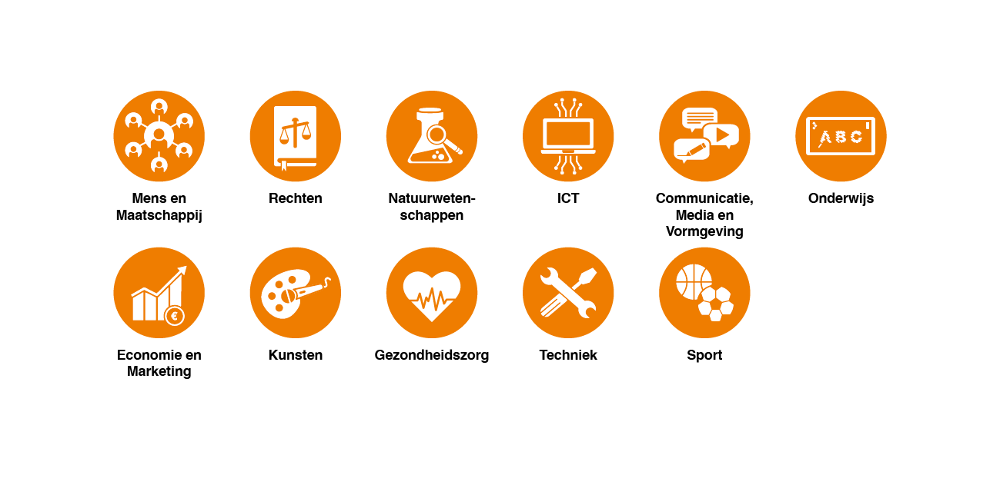 A B C
Mens en
Maatschappij
Rechten
Natuurweten-
schappen
ICT
Communicatie,
Media en
Vormgeving
Onderwijs
€
Economie en
Marketing
Kunsten
Gezondheidszorg
Techniek
Sport